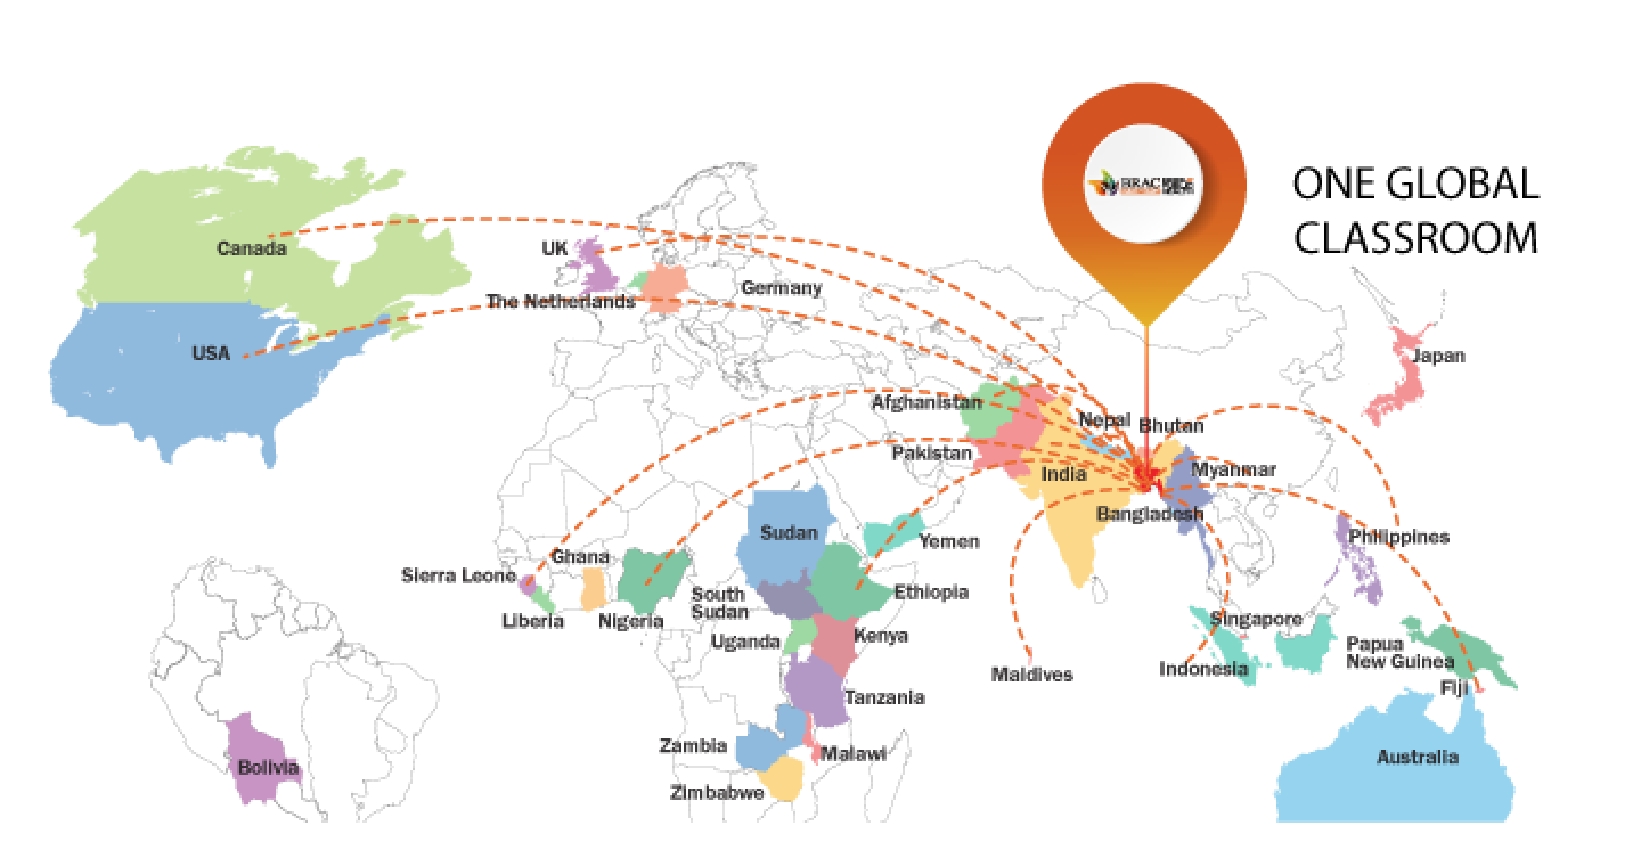 BRAC
ONE GLOBAL
CLASSROOM
Canada
USA
UK
The Netherlands
Germany
Japan
Afghanistan
Nepal
Bhutan
Pakistan
India
Myanmar
Bangladesh
Sudan
Yemen
Philippines
Ghana
Sierra Leone
Liberia
Nigeria
South
Sudan
Ethiopia
Uganda
Kenya
Singapore
Maldives
Indonesia
Papua
New Guinea
Fiji
Tanzania
Zambia
Malawi
Zimbabwe
Bolivia
Australia